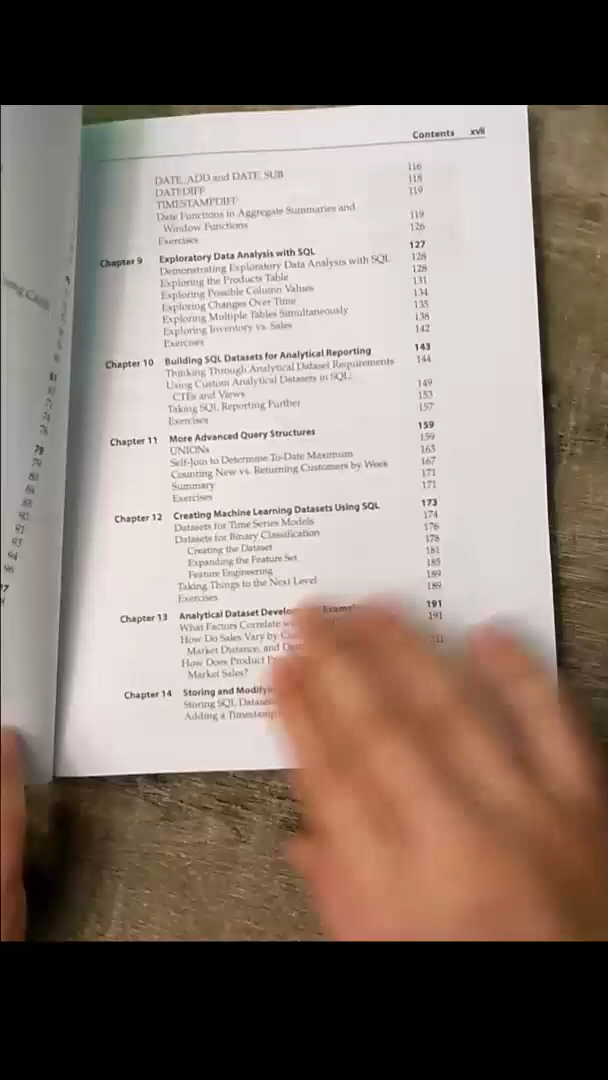 Contents xvii
DATE_ADD and DATE_SUB 116
DATEDIFF 118
TIMESTAMPDIFF 119
Date Functions in Aggregate Summaries and
Window Functions 119
Exercises 126
Chapter 9 Exploratory Data Analysis with SQL 127
Demonstrating Exploratory Data Analysis with SQL 128
Exploring the Products Table 128
Exploring Possible Column Values 131
Exploring Changes Over Time 134
Exploring Multiple Tables Simultaneously 135
Exploring Inventory vs. Sales 138
Exercises 142
Chapter 10 Building SQL Datasets for Analytical Reporting 143
Thinking Through Analytical Dataset Requirements 144
Using Custom Analytical Datasets in SQL:
CTEs and Views 149
Taking SQL Reporting Further 153
Exercises 157
Chapter 11 More Advanced Query Structures 159
UNIONs 159
Self-Join to Determine To-Date Maximum 163
Counting New vs. Returning Customers by Week 167
Summary 171
Exercises 171
Chapter 12 Creating Machine Learning Datasets Using SQL 173
Datasets for Time Series Models 174
Datasets for Binary Classification 176
Creating the Dataset 178
Expanding the Feature Set 181
Feature Engineering 185
Taking Things to the Next Level 189
Exercises 189
Chapter 13 Analytical Dataset 191
What Factors Correlate 191
How Do Sales Vary by
Market Distance, and
How Does Product
Market Sales?
Chapter 14 Storing and
Storing SQL
Adding a